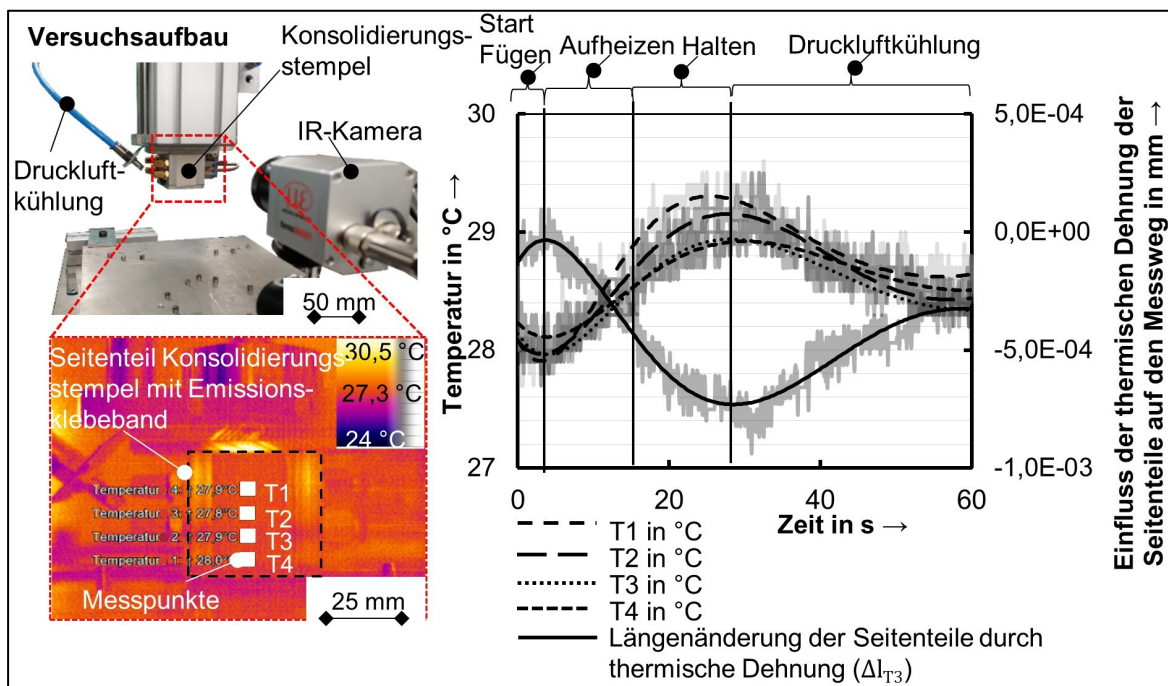 Versuchsaufbau
Konsolidierungs-
stempel
IR-Kamera
Druckluft-
kühlung
50 mm
Seitenteil Konsolidierungs
stempel mit Emissions-
klebeband
30,5 °C
27,3 °C
24 °C
Temperatur 4: 27,9°C T1
Temperatur 3: 27,8°C T2
Temperatur 2: 27,9°C T3
Temperatur 1: 28,0°C T4
Messpunkte
25 mm
Start
Fügen
Aufheizen
Halten
Druckluftkühlung
Temperatur in °C →
30
29
28
27
5,0E-04
0,0E+00
-5,0E-04
-1,0E-03
Einfluss der thermischen Dehnung der
Seitenteile auf den Messweg in mm →
0 20 40 60
Zeit in s →
T1 in °C
T2 in °C
T3 in °C
T4 in °C
Längenänderung der Seitenteile durch
thermische Dehnung (Δl_T3)